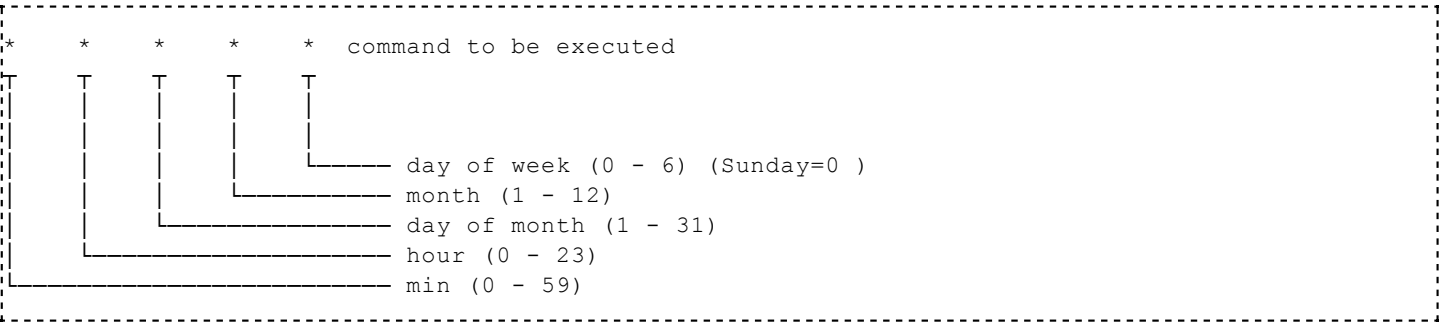 * * * * * command to be executed
day of week (0 - 6) (Sunday=0 )
month (1 - 12)
day of month (1 - 31)
hour (0 - 23)
min (0 - 59)